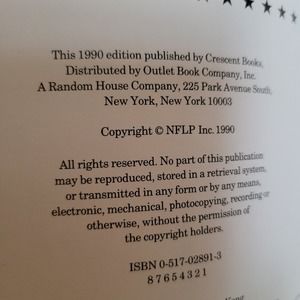 This 1990 edition published by Crescent Books,
Distributed by Outlet Book Company, Inc.
A Random House Company, 225 Park Avenue South,
New York, New York 10003
Copyright © NFLP Inc. 1990
All rights reserved. No part of this publication
may be reproduced, stored in a retrieval system,
or transmitted in any form or by any means,
electronic, mechanical, photocopying, recording or
otherwise, without the permission of
the copyright holders.
ISBN 0-517-02891-3
8 7 6 5 4 3 2 1